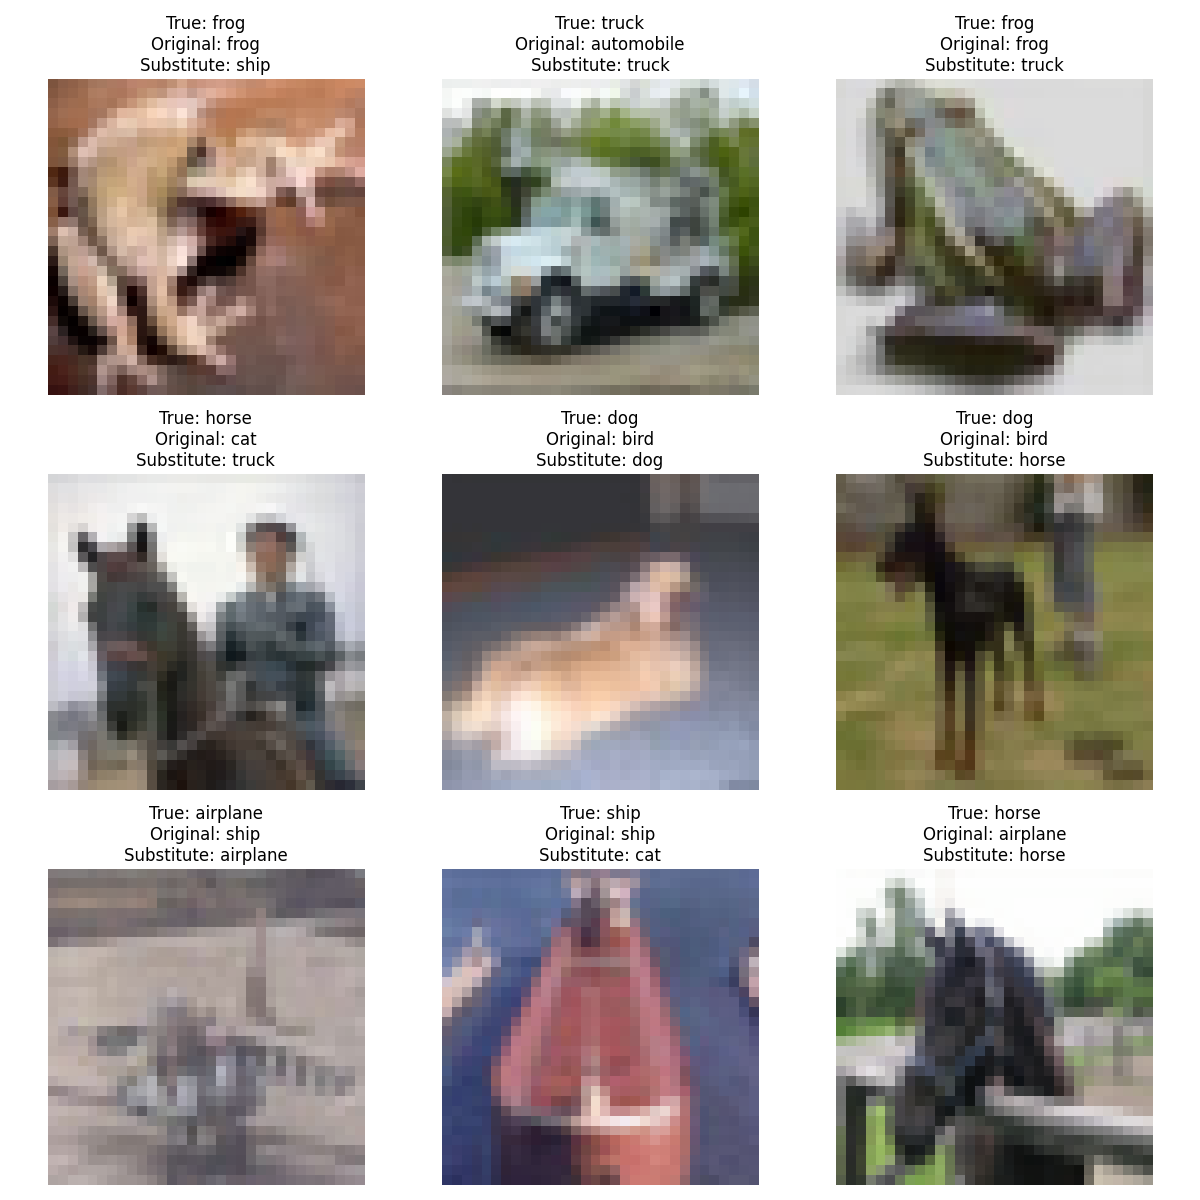 True: frog
Original: frog
Substitute: ship
True: truck
Original: automobile
Substitute: truck
True: frog
Original: frog
Substitute: truck
True: horse
Original: cat
Substitute: truck
True: dog
Original: bird
Substitute: dog
True: dog
Original: bird
Substitute: horse
True: airplane
Original: ship
Substitute: airplane
True: ship
Original: ship
Substitute: cat
True: horse
Original: airplane
Substitute: horse